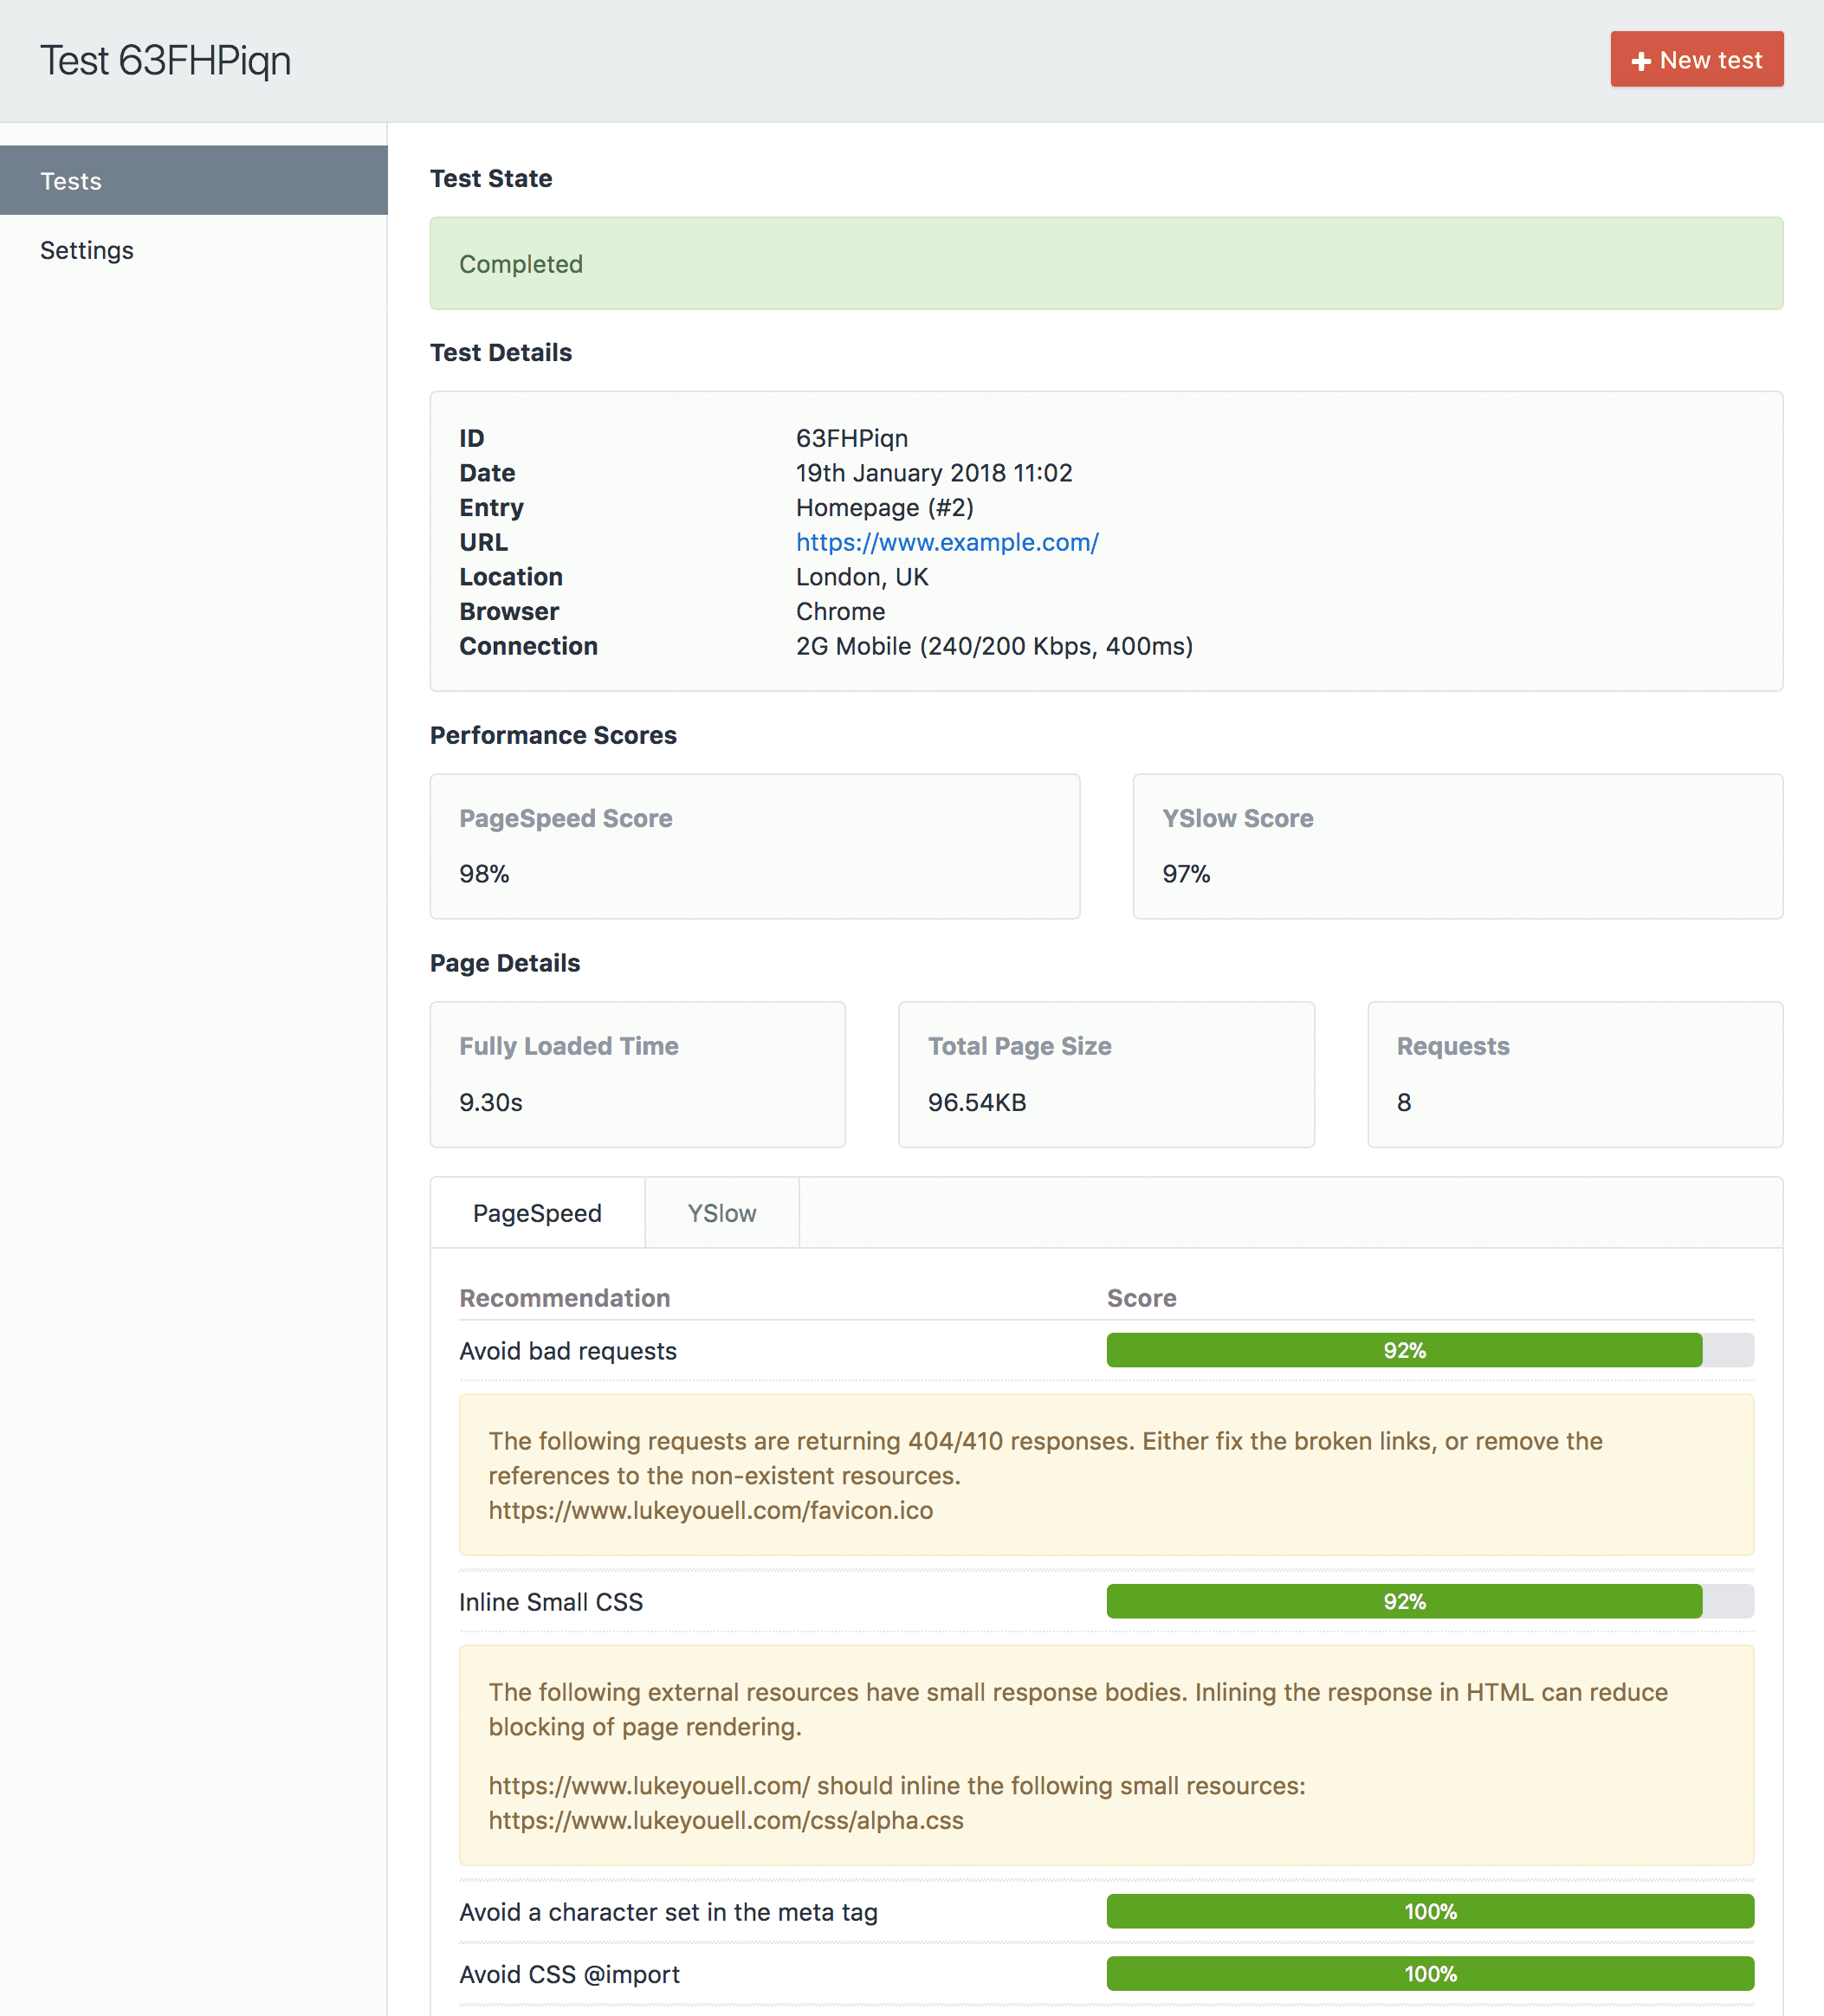 Test 63FHPiqn
New test
Tests
Settings
Test State
Completed
Test Details
ID 63FHPiqn
Date 19th January 2018 11:02
Entry Homepage (#2)
URL https://www.example.com/
Location London, UK
Browser Chrome
Connection 2G Mobile (240/200 Kbps, 400ms)
Performance Scores
PageSpeed Score
98%
YSlow Score
97%
Page Details
Fully Loaded Time
9.30s
Total Page Size
96.54KB
Requests
8
PageSpeed YSlow
Recommendation Score
Avoid bad requests 92%
The following requests are returning 404/410 responses. Either fix the broken links, or remove the
references to the non-existent resources.
https://www.lukeyouell.com/favicon.ico
Inline Small CSS 92%
The following external resources have small response bodies. Inlining the response in HTML can reduce
blocking of page rendering.
https://www.lukeyouell.com/ should inline the following small resources:
https://www.lukeyouell.com/css/alpha.css
Avoid a character set in the meta tag 100%
Avoid CSS @import 100%